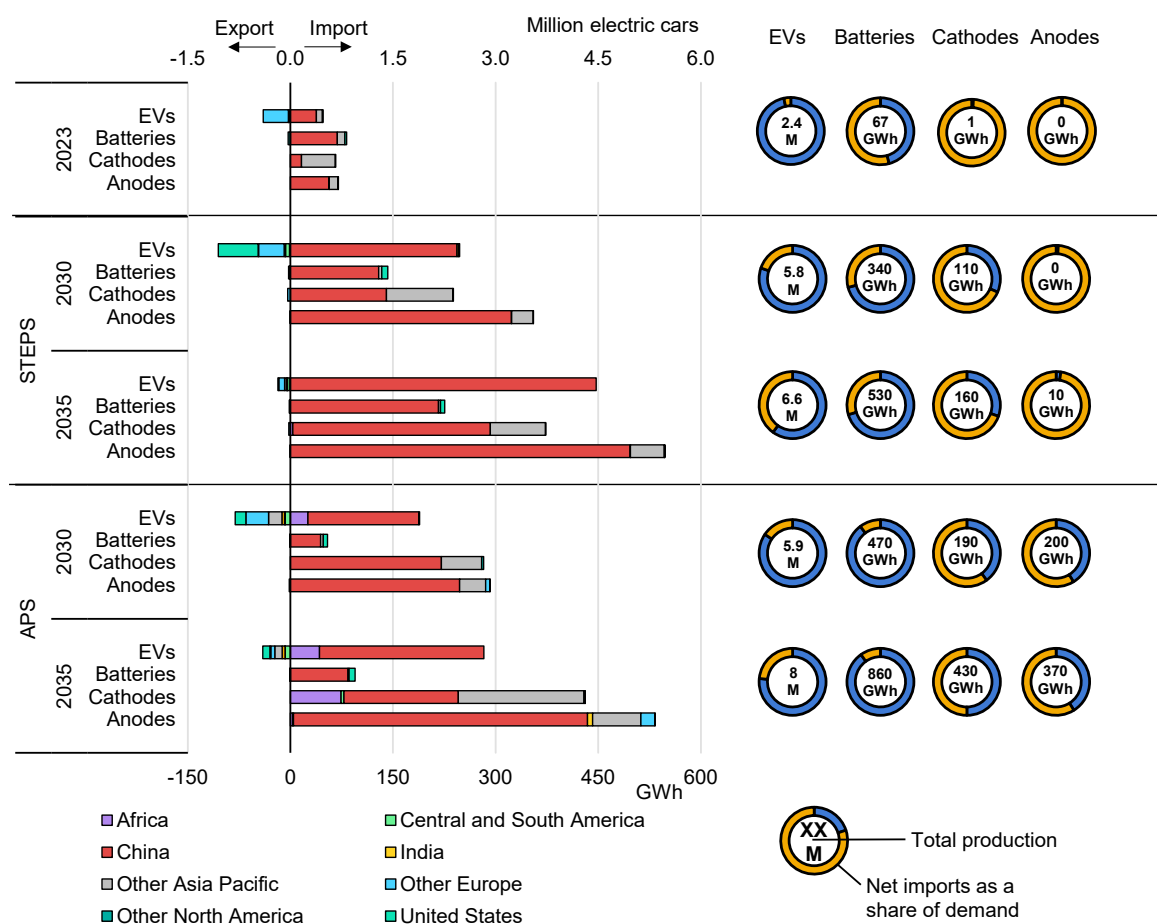 Export Import Million electric cars
-1.5 0.0 1.5 3.0 4.5 6.0
EVs Batteries Cathodes Anodes
2023
EVs
Batteries
Cathodes
Anodes
2.4 M
67 GWh
1 GWh
0 GWh
STEPS
2030
EVs
Batteries
Cathodes
Anodes
5.8 M
340 GWh
110 GWh
0 GWh
2035
EVs
Batteries
Cathodes
Anodes
6.6 M
530 GWh
160 GWh
10 GWh
APS
2030
EVs
Batteries
Cathodes
Anodes
5.9 M
470 GWh
190 GWh
200 GWh
2035
EVs
Batteries
Cathodes
Anodes
8 M
860 GWh
430 GWh
370 GWh
-150 0 150 300 450 600
GWh
Africa
Central and South America
China
India
Other Asia Pacific
Other Europe
Other North America
United States
XX
M
Total production
Net imports as a
share of demand